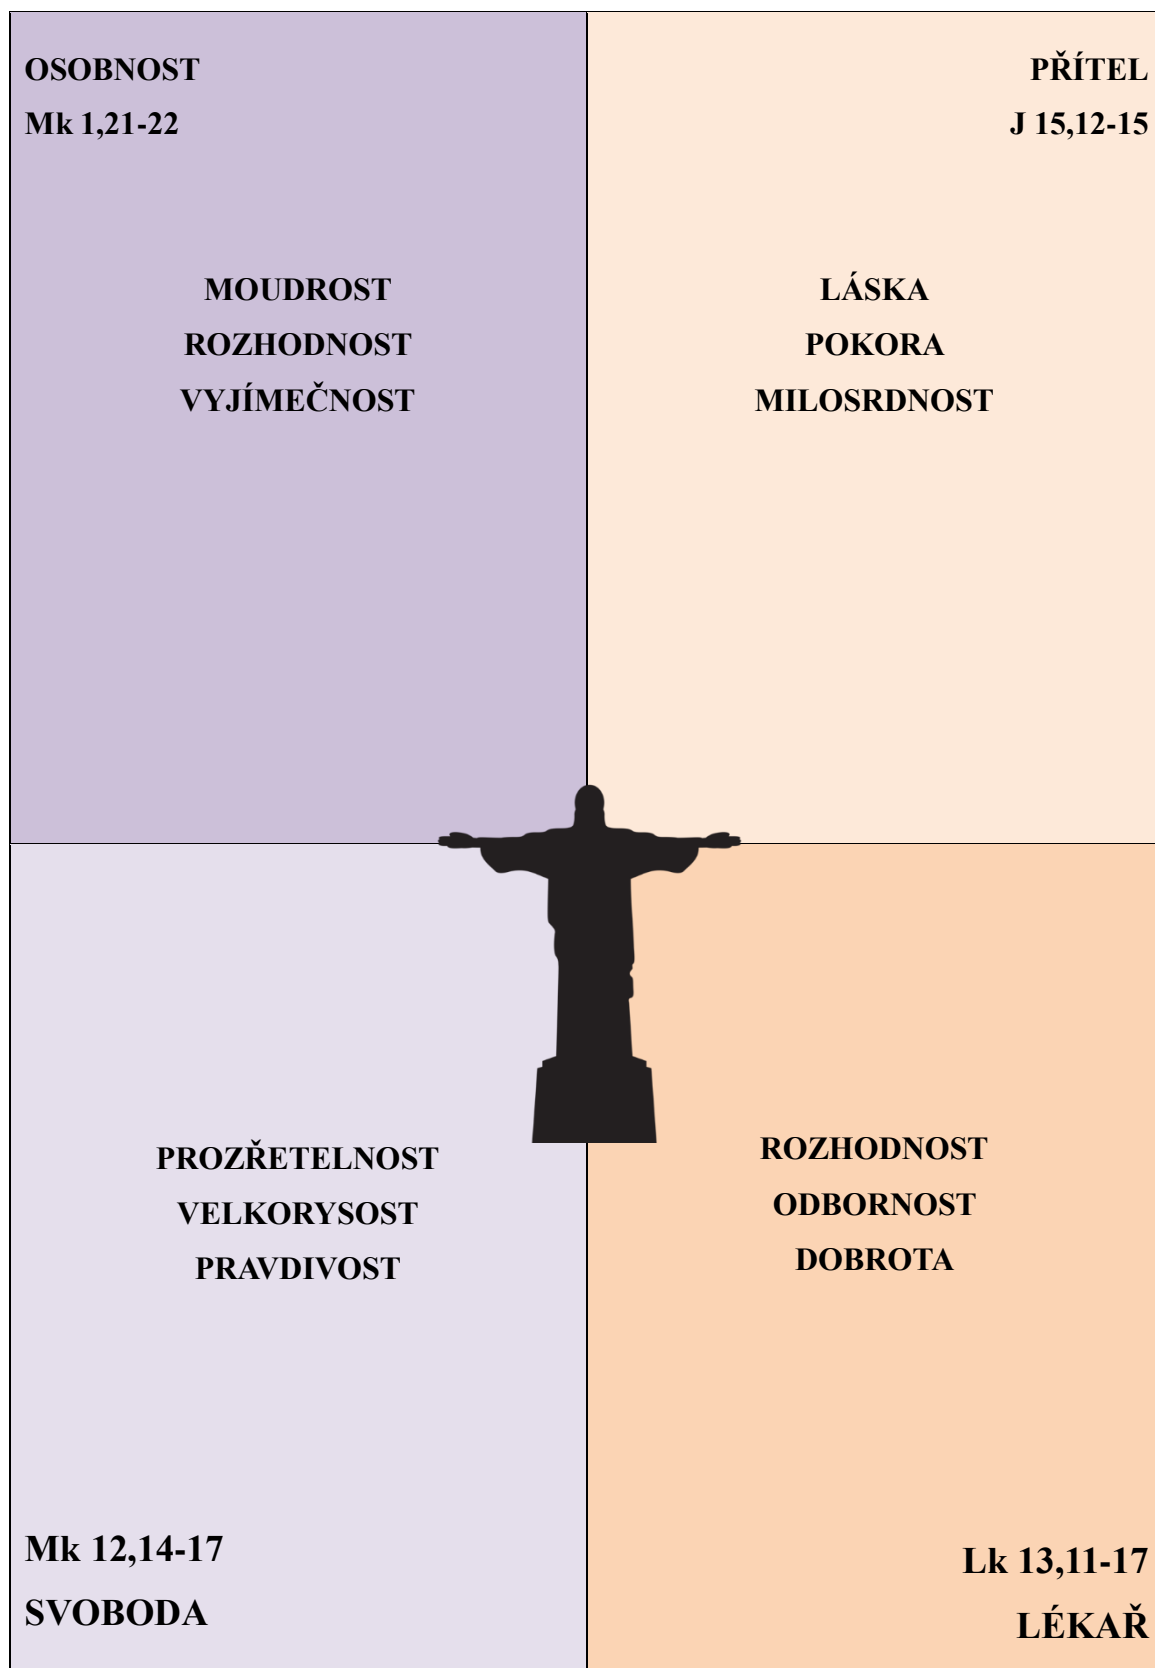 OSOBNOST
Mk 1,21-22
MOUDROST
ROZHODNOST
VYJÍMEČNOST
PŘÍTEL
J 15,12-15
LÁSKA
POKORA
MILOSRDNOST
PROZŘETELNOST
VELKORYSOST
PRAVDIVOST
Mk 12,14-17
SVOBODA
ROZHODNOST
ODBORNOST
DOBROTA
Lk 13,11-17
LÉKAŘ